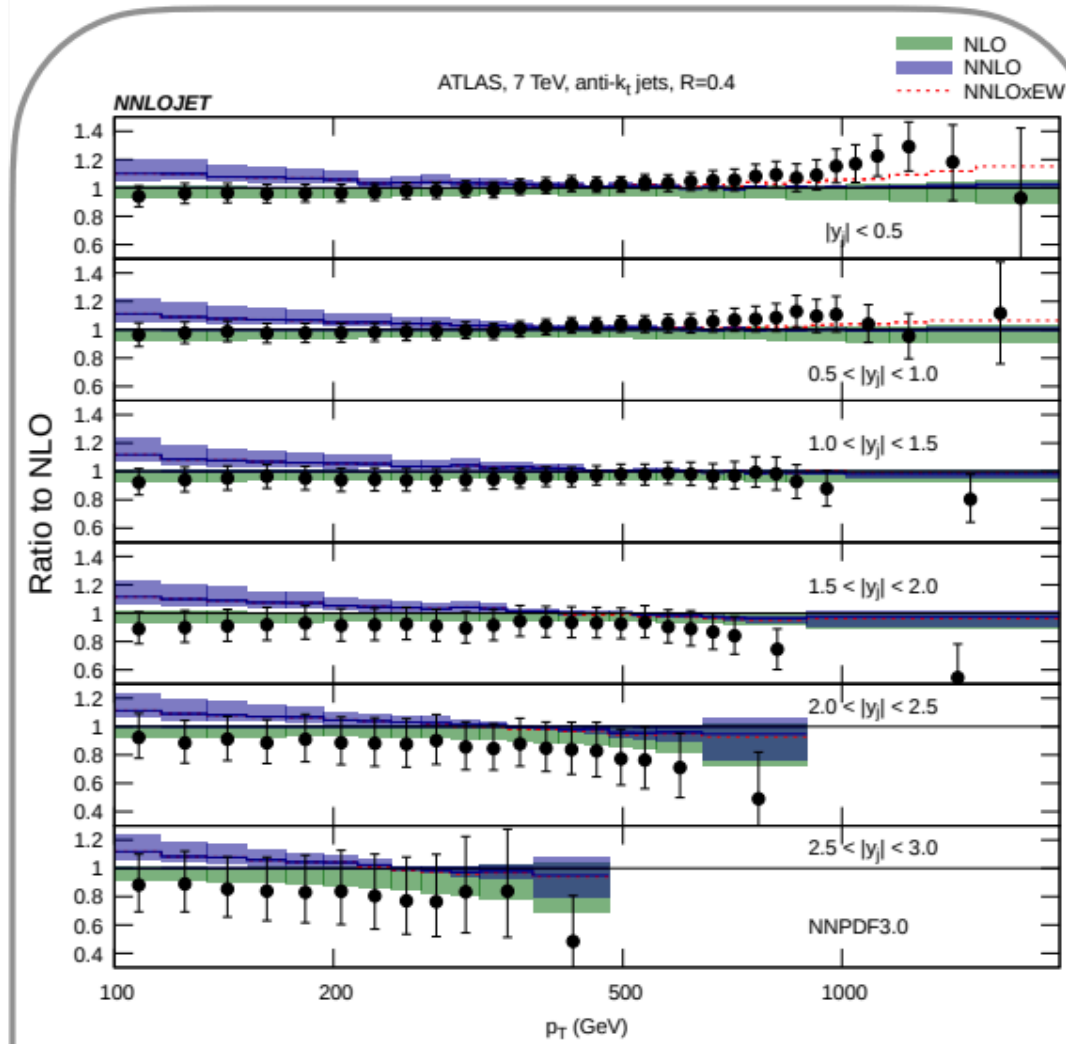 NLO
NNLO
NNLOxEW
ATLAS, 7 TeV, anti-kt jets, R=0.4
NNLOJET
Ratio to NLO
1.4
1.2
1
0.8
0.6
|yj| < 0.5
1.4
1.2
1
0.8
0.6
0.5 < |yj| < 1.0
1.4
1.2
1
0.8
0.6
1.0 < |yj| < 1.5
1.4
1.2
1
0.8
0.6
1.5 < |yj| < 2.0
1.2
1
0.8
0.6
0.4
2.0 < |yj| < 2.5
1.2
1
0.8
0.6
0.4
2.5 < |yj| < 3.0
NNPDF3.0
100 200 500 1000
pT (GeV)